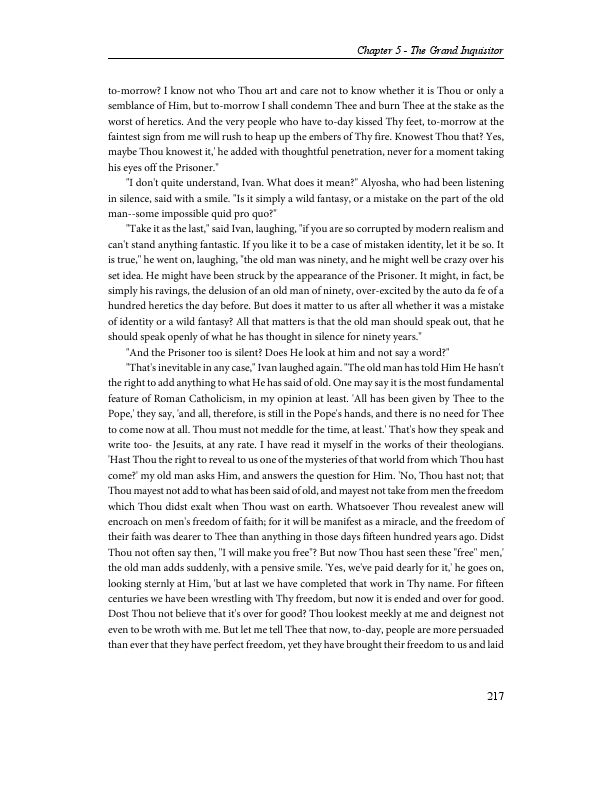 Chapter 5 - The Grand Inquisitor
to-morrow? I know not who Thou art and care not to know whether it is Thou or only a
semblance of Him, but to-morrow I shall condemn Thee and burn Thee at the stake as the
worst of heretics. And the very people who have to-day kissed Thy feet, to-morrow at the
faintest sign from me will rush to heap up the embers of Thy fire. Knowest Thou that? Yes,
maybe Thou knowest it,' he added with thoughtful penetration, never for a moment taking
his eyes off the Prisoner."
"I don't quite understand, Ivan. What does it mean?" Alyosha, who had been listening
in silence, said with a smile. "Is it simply a wild fantasy, or a mistake on the part of the old
man--some impossible quid pro quo?"
"Take it as the last," said Ivan, laughing, "if you are so corrupted by modern realism and
can't stand anything fantastic. If you like it to be a case of mistaken identity, let it be so. It
is true," he went on, laughing, "the old man was ninety, and he might well be crazy over his
set idea. He might have been struck by the appearance of the Prisoner. It might, in fact, be
simply his ravings, the delusion of an old man of ninety, over-excited by the auto da fe of a
hundred heretics the day before. But does it matter to us after all whether it was a mistake
of identity or a wild fantasy? All that matters is that the old man should speak out, that he
should speak openly of what he has thought in silence for ninety years."
"And the Prisoner too is silent? Does He look at him and not say a word?"
"That's inevitable in any case," Ivan laughed again. "The old man has told Him He hasn't
the right to add anything to what He has said of old. One may say it is the most fundamental
feature of Roman Catholicism, in my opinion at least. 'All has been given by Thee to the
Pope,' they say, 'and all, therefore, is still in the Pope's hands, and there is no need for Thee
to come now at all. Thou must not meddle for the time, at least.' That's how they speak and
write too- the Jesuits, at any rate. I have read it myself in the works of their theologians.
'Hast Thou the right to reveal to us one of the mysteries of that world from which Thou hast
come?' my old man asks Him, and answers the question for Him. 'No, Thou hast not; that
Thou mayest not add to what has been said of old, and mayest not take from men the freedom
which Thou didst exalt when Thou wast on earth. Whatsoever Thou revealest anew will
encroach on men's freedom of faith; for it will be manifest as a miracle, and the freedom of
their faith was dearer to Thee than anything in those days fifteen hundred years ago. Didst
Thou not often say then, "I will make you free"? But now Thou hast seen these "free" men,'
the old man adds suddenly, with a pensive smile. 'Yes, we've paid dearly for it,' he goes on,
looking sternly at Him, 'but at last we have completed that work in Thy name. For fifteen
centuries we have been wrestling with Thy freedom, but now it is ended and over for good.
Dost Thou not believe that it's over for good? Thou lookest meekly at me and deignest not
even to be wroth with me. But let me tell Thee that now, to-day, people are more persuaded
than ever that they have perfect freedom, yet they have brought their freedom to us and laid
217